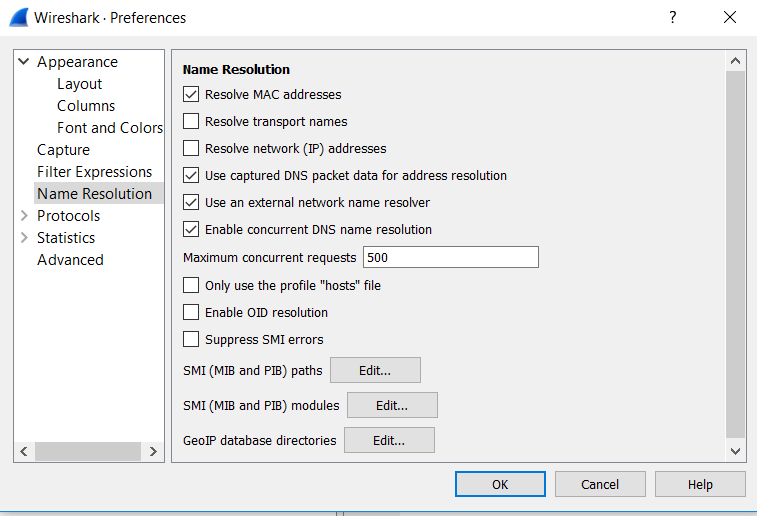 Wireshark · Preferences
?
Appearance
Layout
Columns
Font and Colors
Capture
Filter Expressions
Name Resolution
Protocols
Statistics
Advanced
Name Resolution
Resolve MAC addresses
Resolve transport names
Resolve network (IP) addresses
Use captured DNS packet data for address resolution
Use an external network name resolver
Enable concurrent DNS name resolution
Maximum concurrent requests 500
Only use the profile "hosts" file
Enable OID resolution
Suppress SMI errors
SMI (MIB and PIB) paths Edit...
SMI (MIB and PIB) modules Edit...
GeoIP database directories Edit...
OK Cancel Help